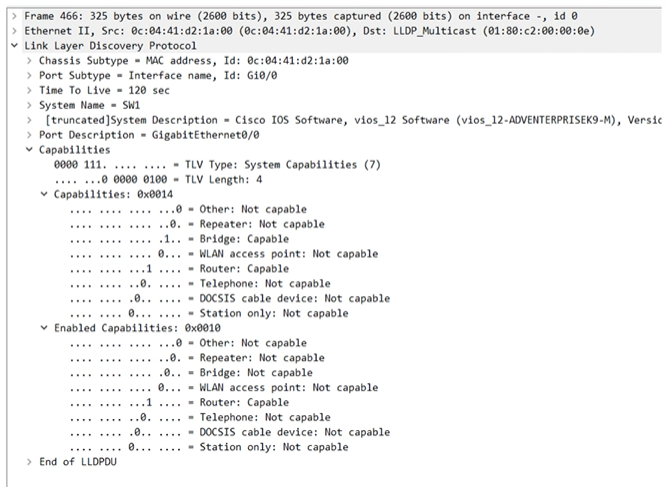 Frame 466: 325 bytes on wire (2600 bits), 325 bytes captured (2600 bits) on interface -, id 0
Ethernet II, Src: 0c:04:41:d2:1a:00 (0c:04:41:d2:1a:00), Dst: LLDP_Multicast (01:80:c2:00:00:0e)
Link Layer Discovery Protocol
Chassis Subtype = MAC address, Id: 0c:04:41:d2:1a:00
Port Subtype = Interface name, Id: Gi0/0
Time To Live = 120 sec
System Name = SW1
[truncated]System Description = Cisco IOS Software, vios_l2 Software (vios_l2-ADVENTERPRISEK9-M), Versic
Port Description = GigabitEthernet0/0
Capabilities
0000 111. .... .... = TLV Type: System Capabilities (7)
.... ...0 0000 0100 = TLV Length: 4
Capabilities: 0x0014
.... .... .... ...0 = Other: Not capable
.... .... .... ..0. = Repeater: Not capable
.... .... .... .1.. = Bridge: Capable
.... .... .... 0... = WLAN access point: Not capable
.... .... ...1 .... = Router: Capable
.... .... ..0. .... = Telephone: Not capable
.... .... .0.. .... = DOCSIS cable device: Not capable
.... .... 0... .... = Station only: Not capable
Enabled Capabilities: 0x0010
.... .... .... ...0 = Other: Not capable
.... .... .... ..0. = Repeater: Not capable
.... .... .... .0.. = Bridge: Not capable
.... .... .... 0... = WLAN access point: Not capable
.... .... ...1 .... = Router: Capable
.... .... ..0. .... = Telephone: Not capable
.... .... .0.. .... = DOCSIS cable device: Not capable
.... .... 0... .... = Station only: Not capable
End of LLDPDU